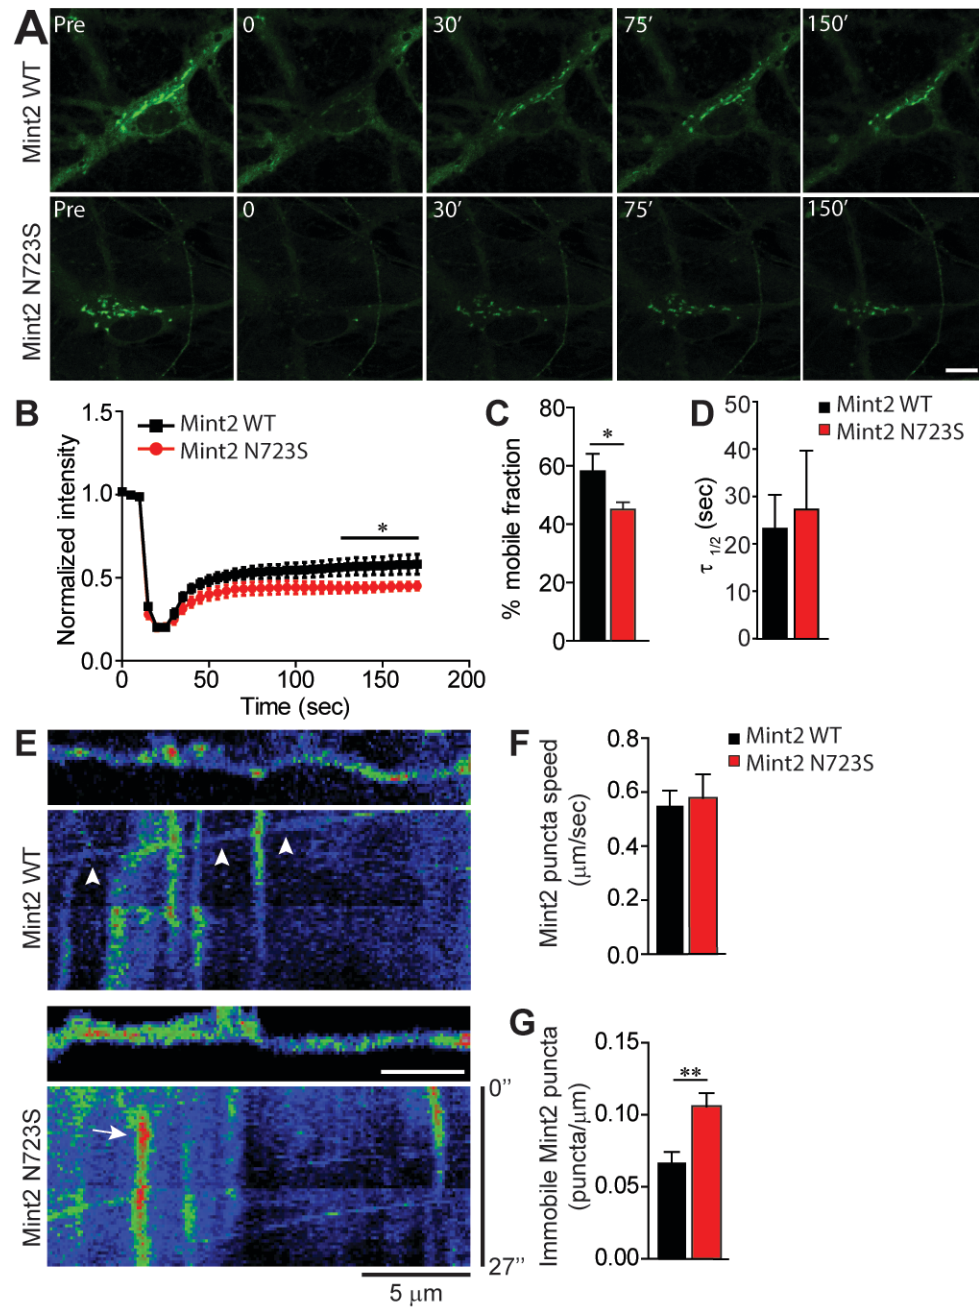 A
Mint2 WT
Pre
0
30′
75′
150′
Mint2 N723S
Pre
0
30′
75′
150′
B
1.5
1.0
0.5
0.0
Normalized intensity
Mint2 WT
Mint2 N723S
*
0
50
100
150
200
Time (sec)
C
80
60
40
20
0
% mobile fraction
*
D
50
40
30
20
10
0
τ 1/2 (sec)
Mint2 WT
Mint2 N723S
E
Mint2 WT
Mint2 N723S
0′′
27′′
5 μm
F
0.8
0.6
0.4
0.2
0.0
Mint2 puncta speed
(μm/sec)
Mint2 WT
Mint2 N723S
G
0.15
0.10
0.05
0.00
Immobile Mint2 puncta
(puncta/μm)
**